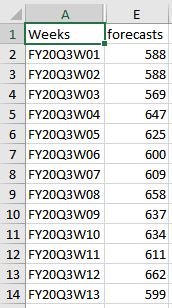 A E
1 Weeks forecasts
2 FY20Q3W01 588
3 FY20Q3W02 588
4 FY20Q3W03 569
5 FY20Q3W04 647
6 FY20Q3W05 625
7 FY20Q3W06 600
8 FY20Q3W07 609
9 FY20Q3W08 658
10 FY20Q3W09 637
11 FY20Q3W10 634
12 FY20Q3W11 611
13 FY20Q3W12 662
14 FY20Q3W13 599